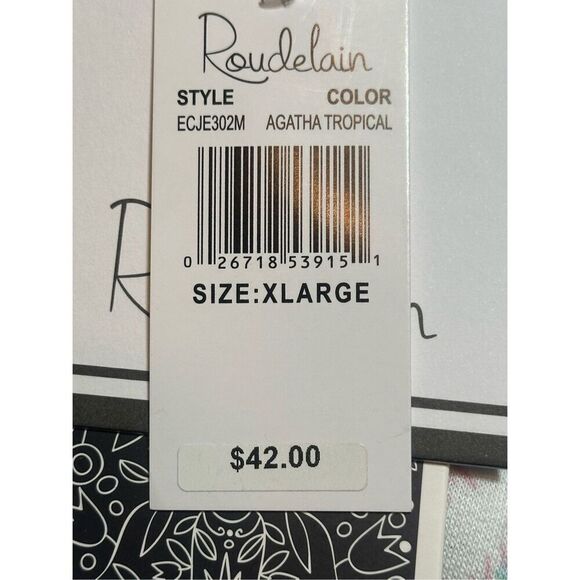 Roudelain
STYLE COLOR
ECJE302M AGATHA TROPICAL
0 26718 53915 1
SIZE:XLARGE
$42.00